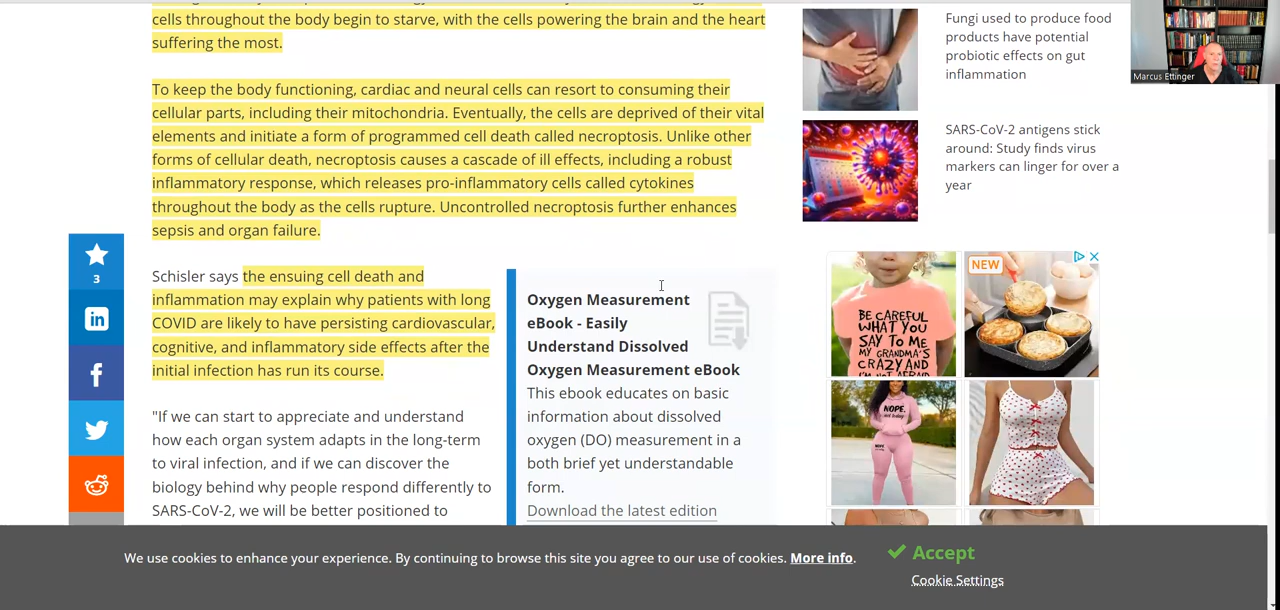 cells throughout the body begin to starve, with the cells powering the brain and the heart
suffering the most.
To keep the body functioning, cardiac and neural cells can resort to consuming their
cellular parts, including their mitochondria. Eventually, the cells are deprived of their vital
elements and initiate a form of programmed cell death called necroptosis. Unlike other
forms of cellular death, necroptosis causes a cascade of ill effects, including a robust
inflammatory response, which releases pro-inflammatory cells called cytokines
throughout the body as the cells rupture. Uncontrolled necroptosis further enhances
sepsis and organ failure.
Schisler says the ensuing cell death and
inflammation may explain why patients with long
COVID are likely to have persisting cardiovascular,
cognitive, and inflammatory side effects after the
initial infection has run its course.
"If we can start to appreciate and understand
how each organ system adapts in the long-term
to viral infection, and if we can discover the
biology behind why people respond differently to
SARS-CoV-2, we will be better positioned to
3
in
f
Oxygen Measurement
eBook - Easily
Understand Dissolved
Oxygen Measurement eBook
This ebook educates on basic
information about dissolved
oxygen (DO) measurement in a
both brief yet understandable
form.
Download the latest edition
Fungi used to produce food
products have potential
probiotic effects on gut
inflammation
SARS-CoV-2 antigens stick
around: Study finds virus
markers can linger for over a
year
Marcus Ettinger
BE CAREFUL
WHAT YOU
SAY TO ME
MY GRANDMA'S
CRAZY AND
I'M NOT AFRAID
NEW
NOPE.
We use cookies to enhance your experience. By continuing to browse this site you agree to our use of cookies. More info.
Accept
Cookie Settings